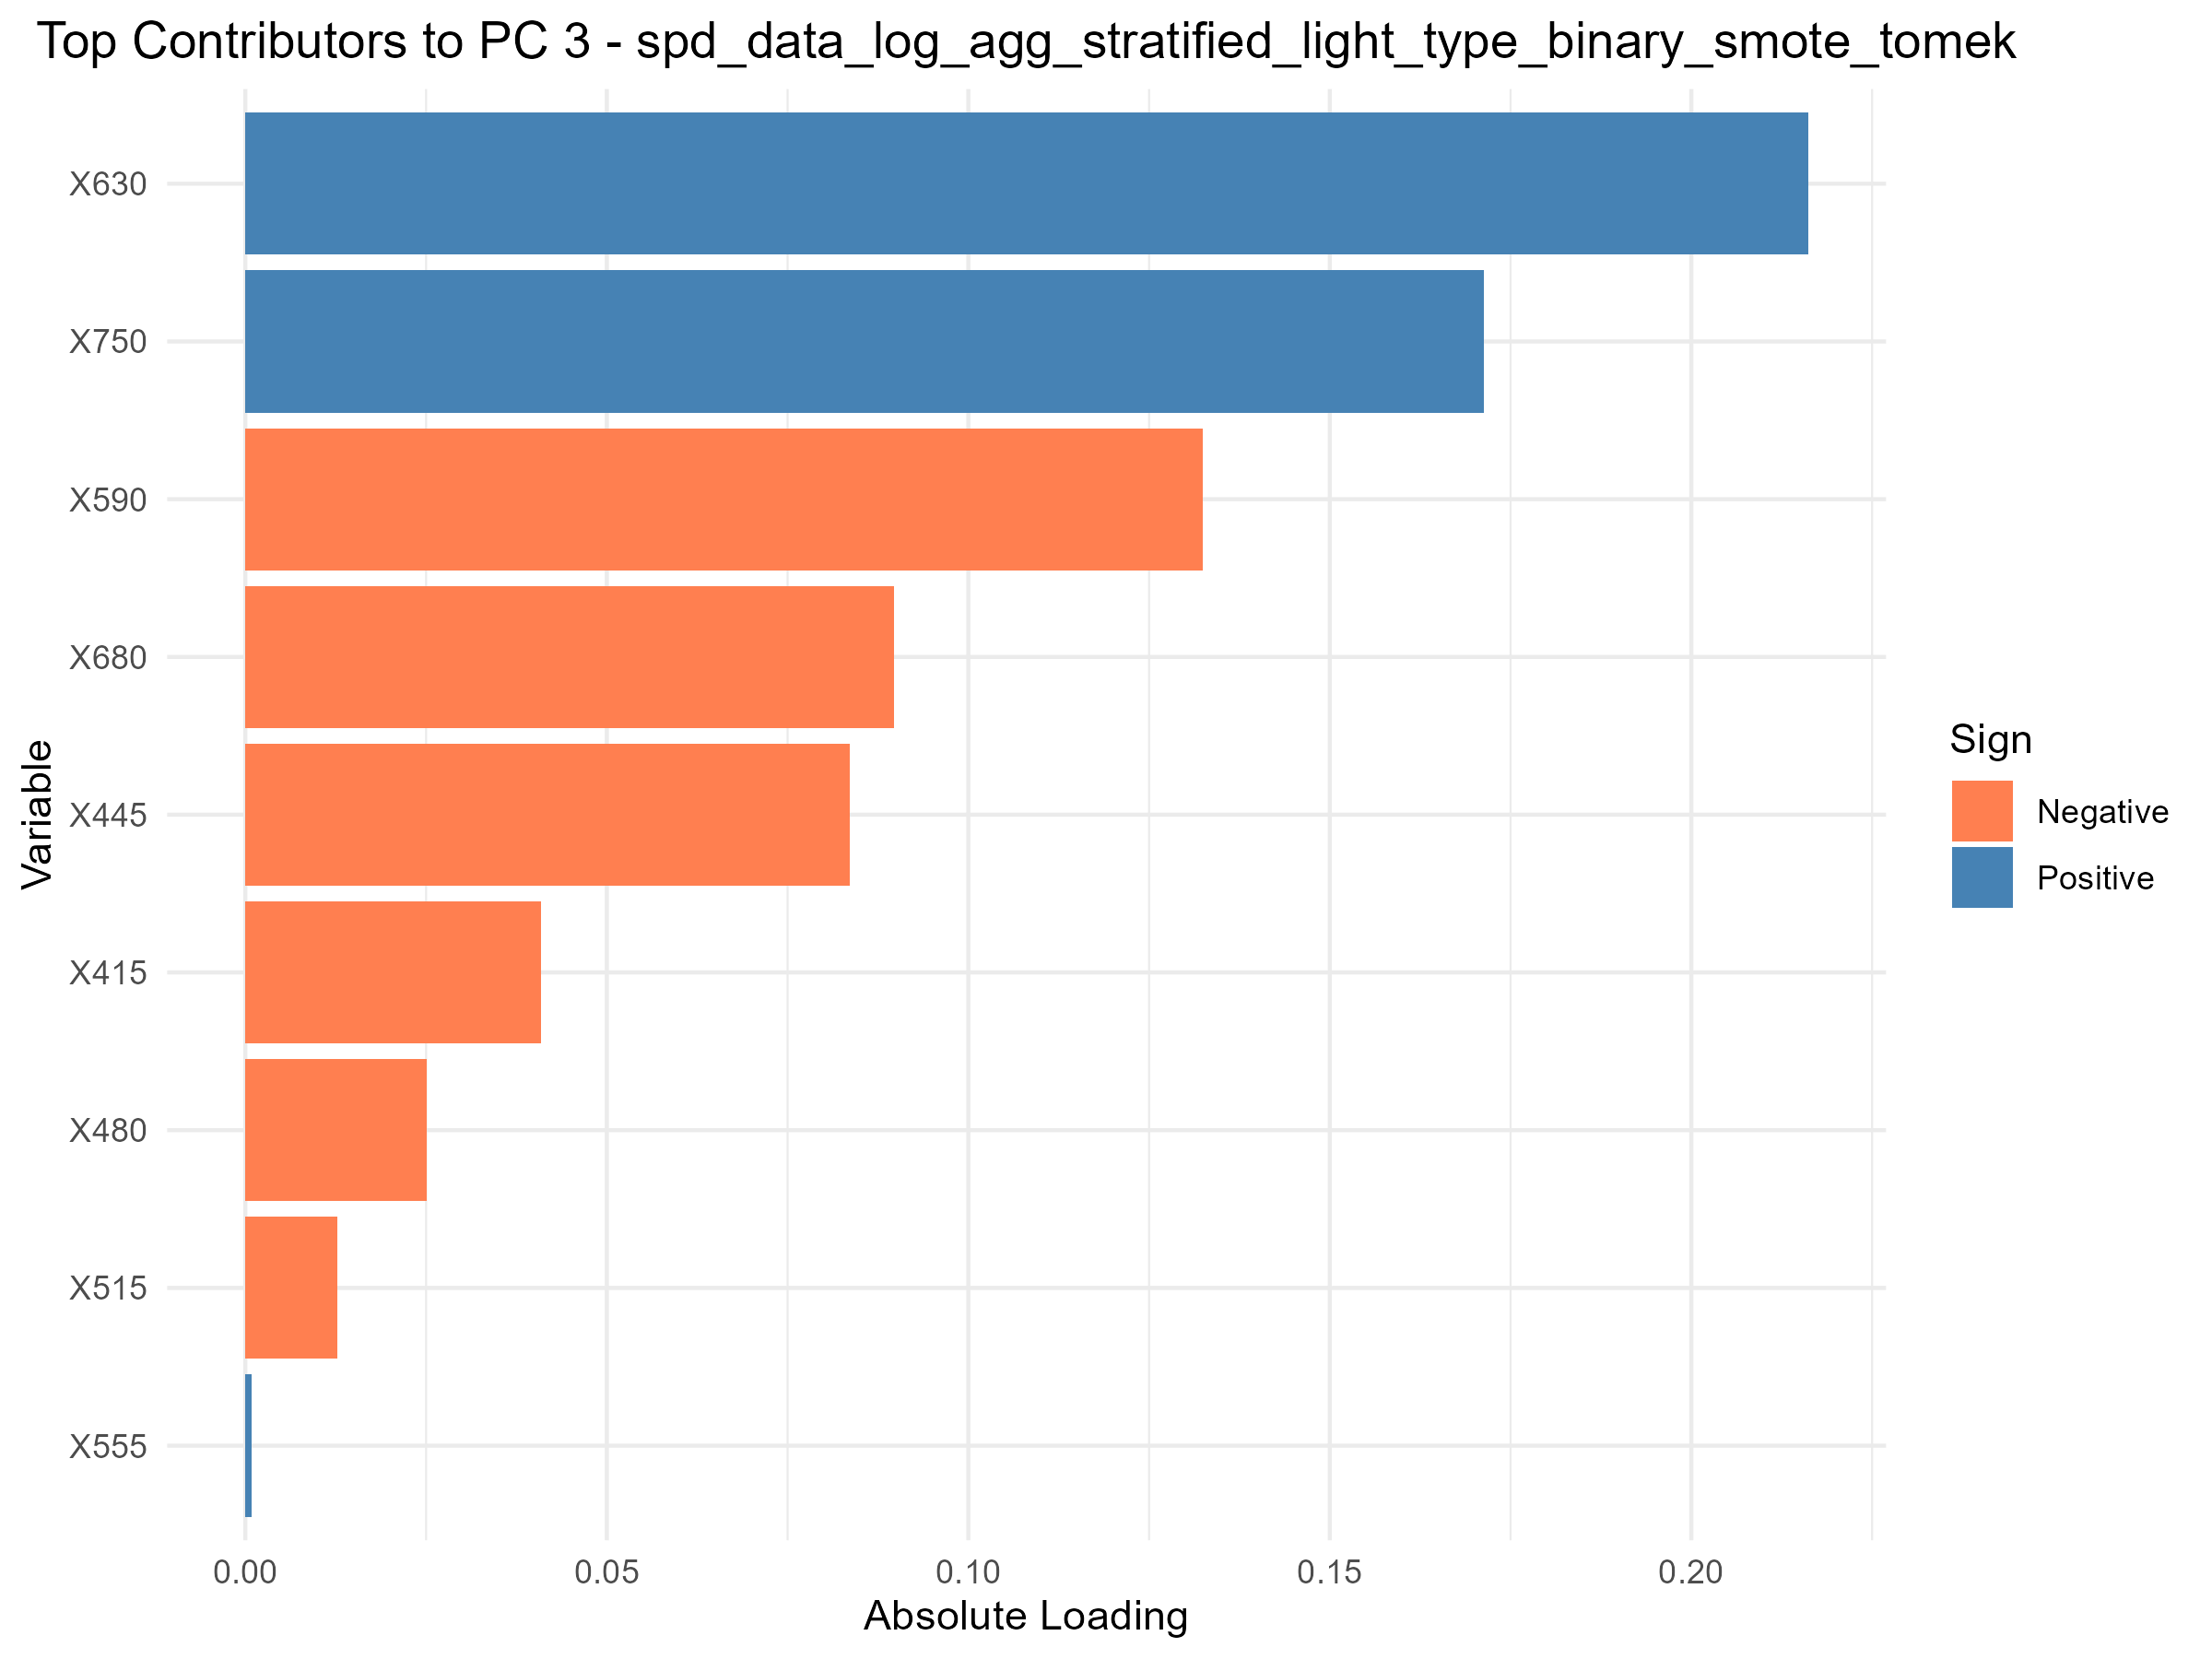 Top Contributors to PC 3 - spd_data_log_agg_stratified_light_type_binary_smote_tomek
X630
X750
X590
X680
X445
X415
X480
X515
X555
Variable
0.00 0.05 0.10 0.15 0.20
Absolute Loading
Sign
Negative
Positive